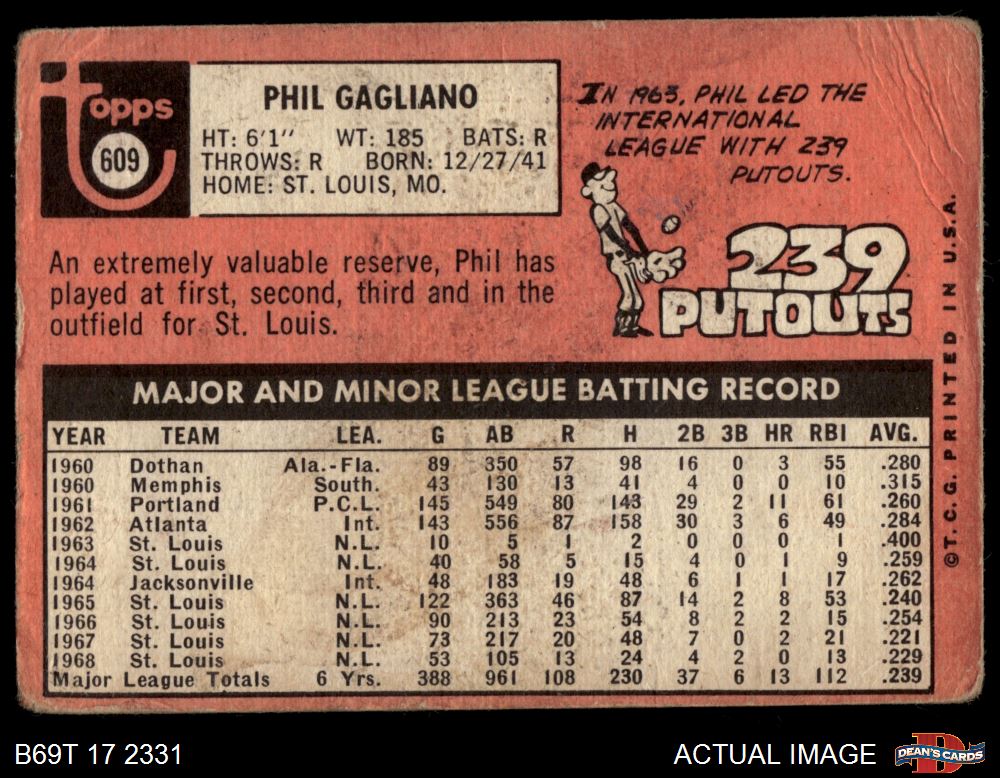 Topps
609
PHIL GAGLIANO
HT: 6'1" WT: 185 BATS: R
THROWS: R BORN: 12/27/41
HOME: ST. LOUIS, MO.
An extremely valuable reserve, Phil has
played at first, second, third and in the
outfield for St. Louis.
IN 1963, PHIL LED THE
INTERNATIONAL
LEAGUE WITH 239
PUTOUTS.
239
PUTOUTS
MAJOR AND MINOR LEAGUE BATTING RECORD
YEAR TEAM LEA. G AB R H 2B 3B HR RBI AVG.
1960 Dothan Ala.-Fla. 89 350 57 98 16 0 3 55 .280
1960 Memphis South. 43 130 13 41 4 0 0 10 .315
1961 Portland P.C.L. 145 549 80 143 29 2 11 61 .260
1962 Atlanta Int. 143 556 87 158 30 3 6 49 .284
1963 St. Louis N.L. 10 5 1 2 0 0 0 1 .400
1964 St. Louis N.L. 40 58 5 15 4 0 1 9 .259
1964 Jacksonville Int. 48 183 19 48 6 1 1 17 .262
1965 St. Louis N.L. 122 363 46 87 14 2 8 53 .240
1966 St. Louis N.L. 90 213 23 54 8 2 2 15 .254
1967 St. Louis N.L. 73 217 20 48 7 0 2 21 .221
1968 St. Louis N.L. 53 105 13 24 4 2 0 13 .229
Major League Totals 6 Yrs. 388 961 108 230 37 6 13 112 .239
©T. C. G. PRINTED IN U.S.A.
B69T 17 2331
ACTUAL IMAGE
D
DEAN'S CARDS